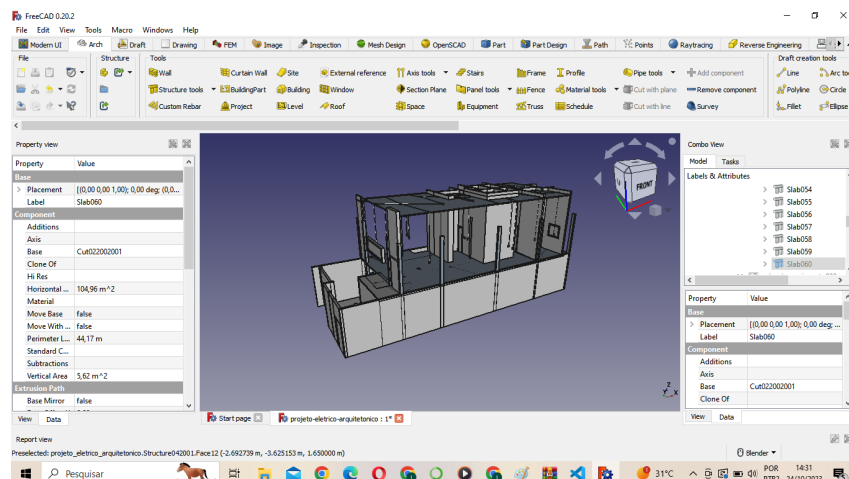 FreeCAD 0.20.2
File Edit View Tools Macro Windows Help
Modern UI Arch Draft Drawing FEM Image Inspection Mesh Design OpenSCAD Part Part Design Path Points Raytracing Reverse Engineering
File Structure Tools Draft creation tools
Wall Curtain Wall Site External reference Axis tools Stairs Frame Profile Pipe tools Add component Line Arc to
Structure tools BuildingPart Building Window Section Plane Panel tools Fence Material tools Cut with plane Remove component Polyline Circle
Custom Rebar Project Level Roof Space Equipment Truss Schedule Cut with line Survey Fillet Ellipse
Property view
Combo View
Property Value
Base
Placement [(0,00 0,00 1,00); 0,00 deg; (0,0...
Label Slab060
Component
Additions
Axis
Base Cut022002001
Clone Of
Hi Res
Horizontal ... 104,96 m^2
Material
Move Base false
Move With ... false
Perimeter L... 44,17 m
Standard C...
Subtractions
Vertical Area 5,62 m^2
Extrusion Path
Base Mirror false
View Data
FRONT
Z
X
Start page
projeto-eletrico-arquitetonico : 1*
Model Tasks
Labels & Attributes
Slab054
Slab055
Slab056
Slab057
Slab058
Slab059
Slab060
Property Value
Base
Placement [(0,00 0,00 1,00); 0,00 deg; ...
Label Slab060
Component
Additions
Axis
Base Cut022002001
Clone Of
View Data
Report view
Preselected: projeto_eletrico_arquitetonico.Structure042001.Face12 (-2.692739 m, -3.625153 m, 1.650000 m)
Blender
Pesquisar
31°C
POR
PTB2
14:31
24/10/2023